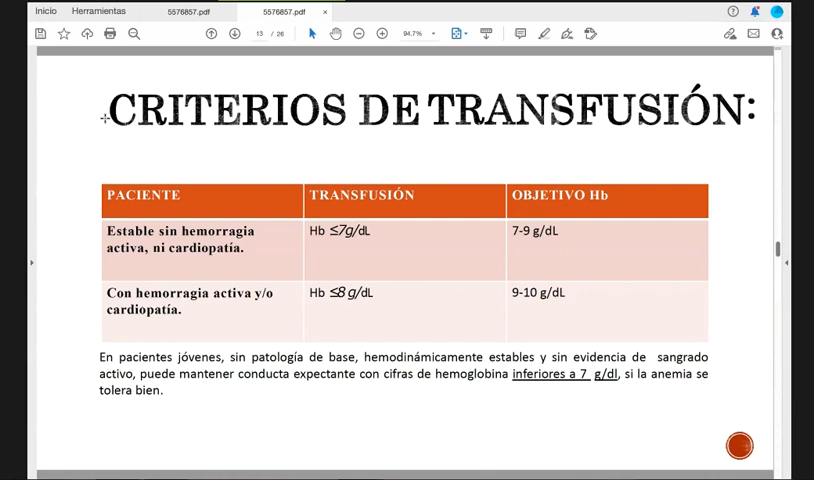 Inicio Herramientas 5576857.pdf 5576857.pdf ×
13 / 26 94.7%
CRITERIOS DE TRANSFUSIÓN:
PACIENTE TRANSFUSIÓN OBJETIVO Hb
Estable sin hemorragia
activa, ni cardiopatía.
Hb ≤7g/dL
7-9 g/dL
Con hemorragia activa y/o
cardiopatía.
Hb ≤8 g/dL
9-10 g/dL
En pacientes jóvenes, sin patología de base, hemodinámicamente estables y sin evidencia de sangrado
activo, puede mantener conducta expectante con cifras de hemoglobina inferiores a 7 g/dl, si la anemia se
tolera bien.